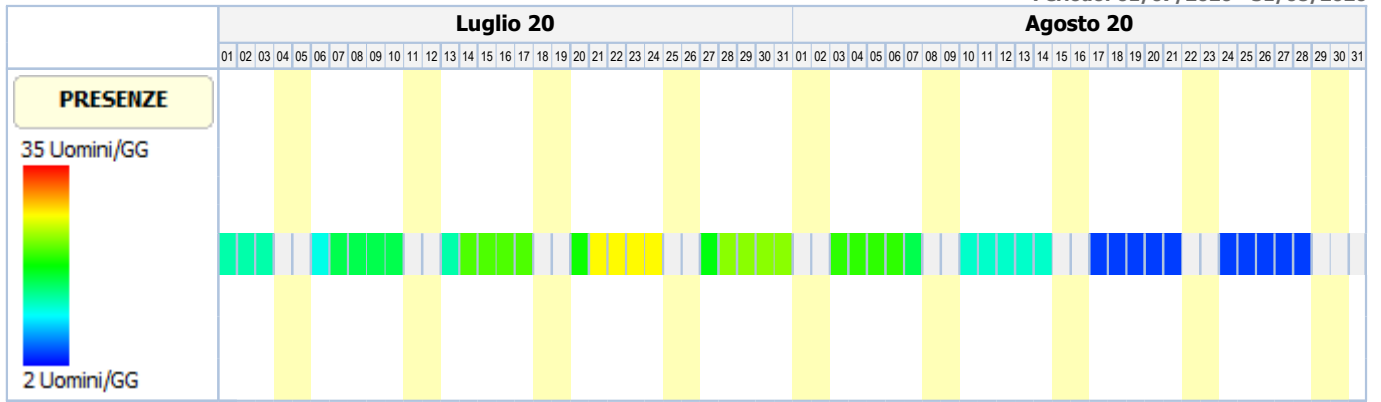 Luglio 20 Agosto 20
01 02 03 04 05 06 07 08 09 10 11 12 13 14 15 16 17 18 19 20 21 22 23 24 25 26 27 28 29 30 31 01 02 03 04 05 06 07 08 09 10 11 12 13 14 15 16 17 18 19 20 21 22 23 24 25 26 27 28 29 30 31
PRESENZE
35 Uomini/GG
2 Uomini/GG